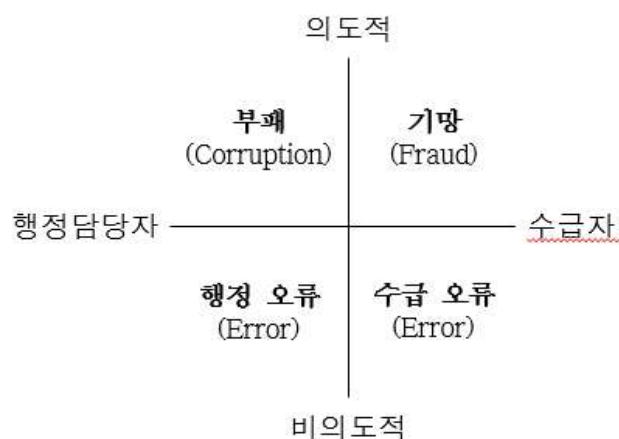 의도적
부패
(Corruption)
기망
(Fraud)
행정담당자
수급자
행정 오류
(Error)
수급 오류
(Error)
비의도적